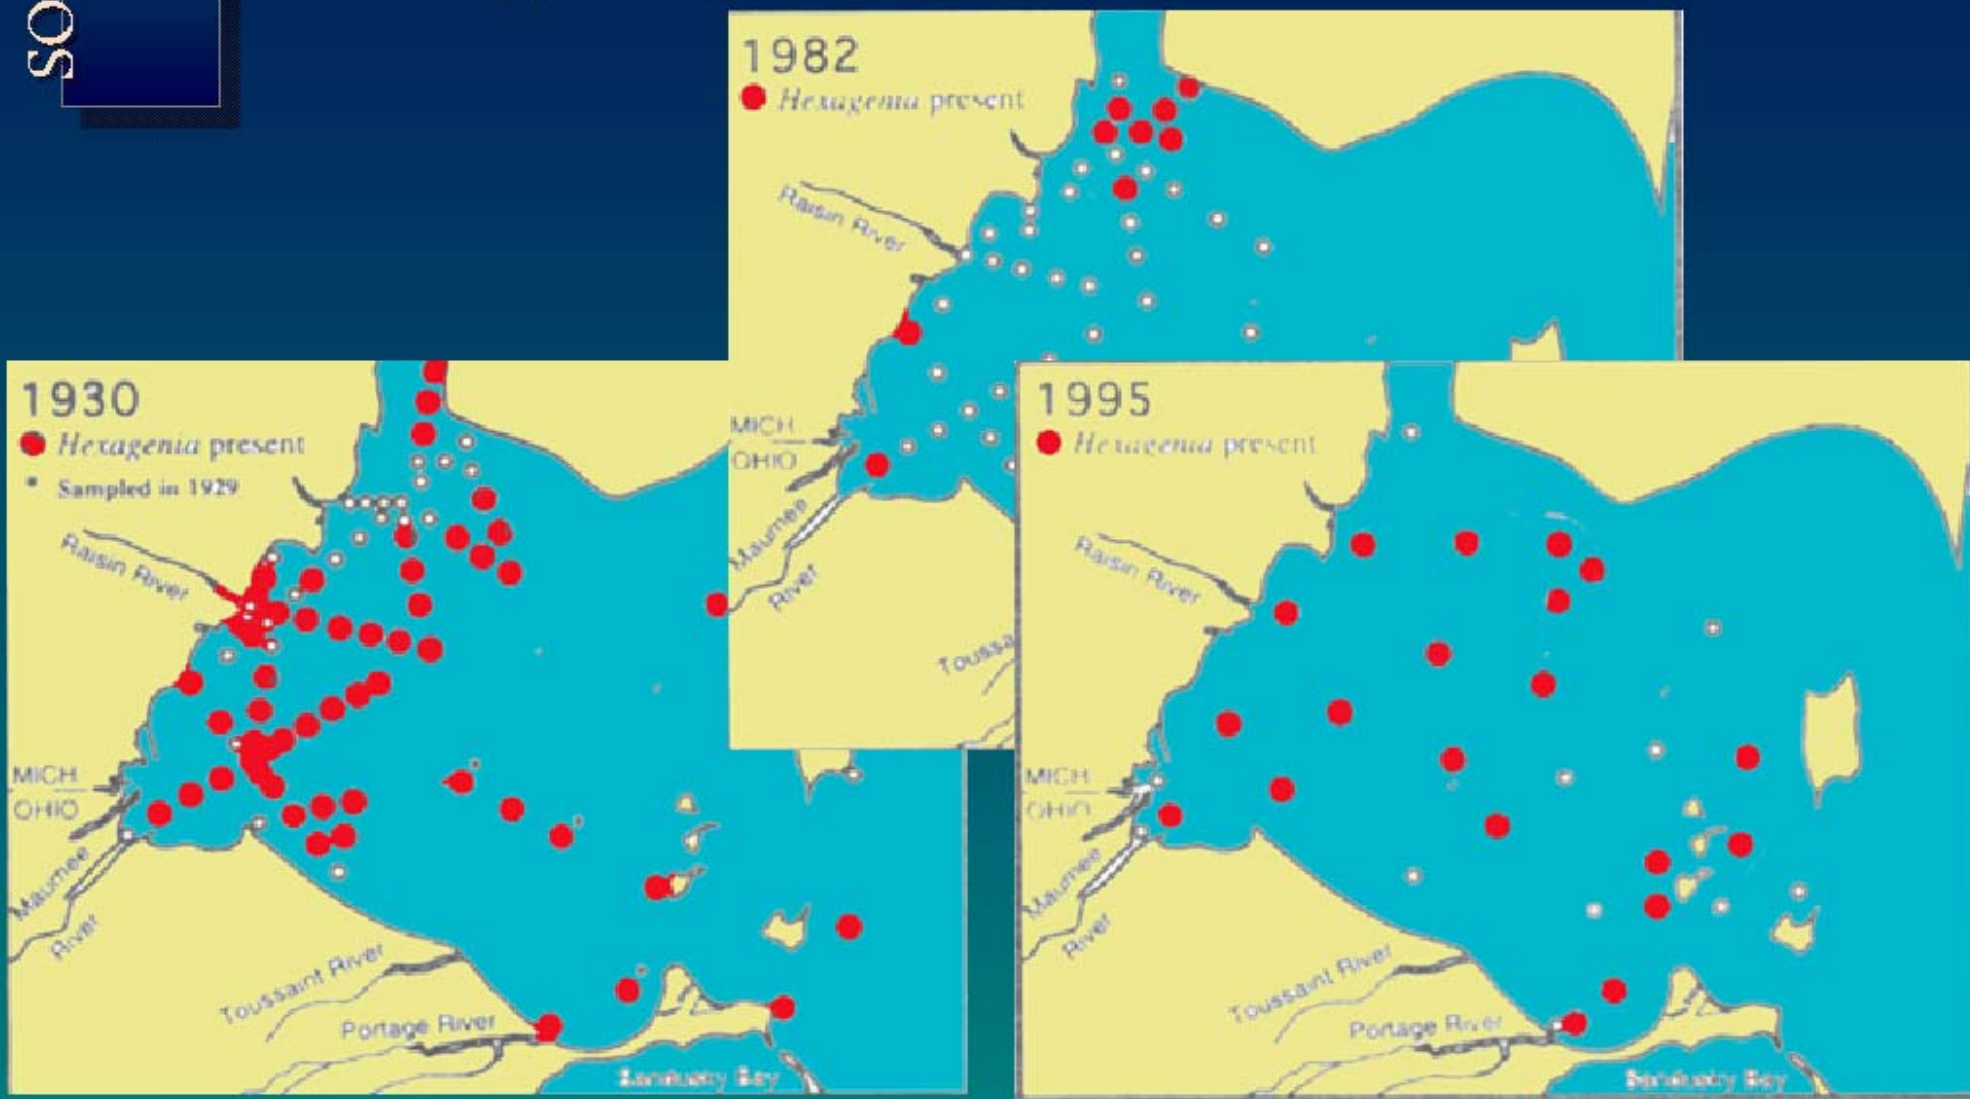 SO
1982
Hexagenia present
Raisin River
MICH
OHIO
Maumee
River
Toussa
1930
Hexagenia present
Sampled in 1929
Raisin River
MICH
OHIO
Maumee
River
Toussaint River
Portage River
Sandusky Bay
1995
Hexagenia present
Raisin River
MICH
OHIO
Maumee
River
Toussaint River
Portage River
Sandusky Bay